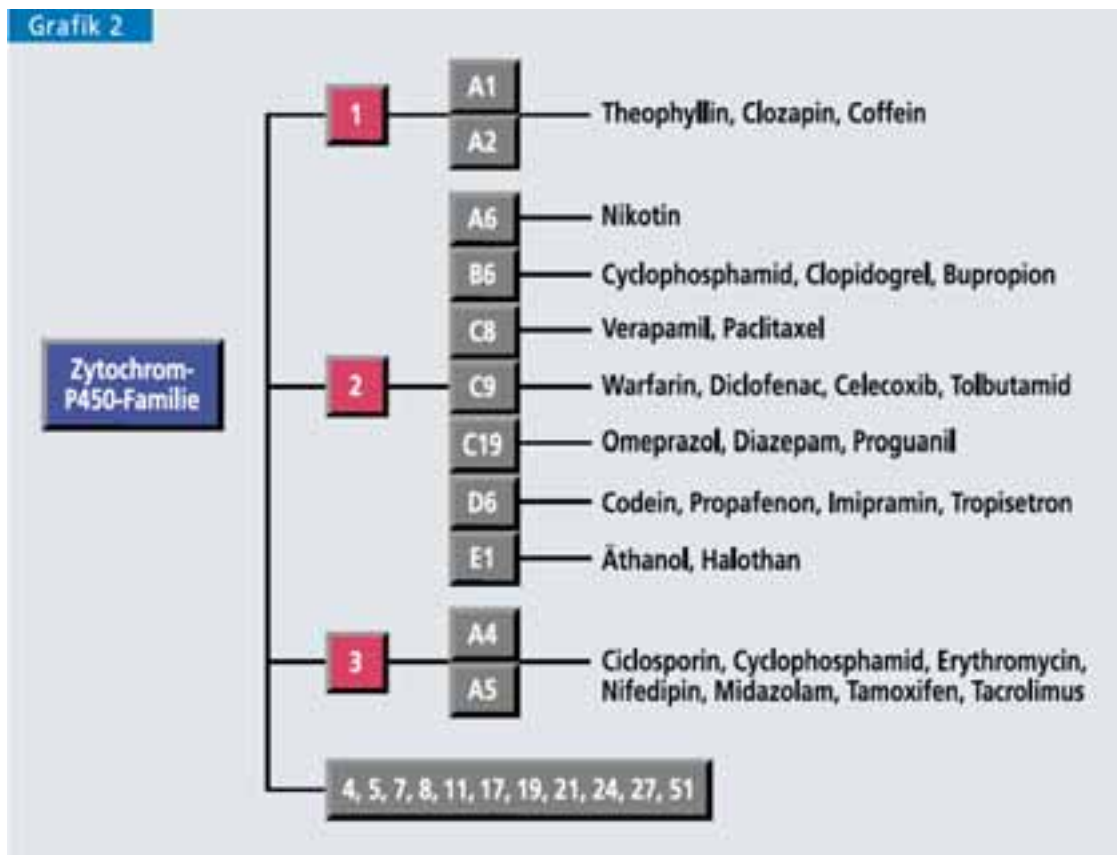 Grafik 2
Zytochrom-
P450-Familie
1
A1
A2
Theophyllin, Clozapin, Coffein
2
A6
Nikotin
B6
Cyclophosphamid, Clopidogrel, Bupropion
C8
Verapamil, Paclitaxel
C9
Warfarin, Diclofenac, Celecoxib, Tolbutamid
C19
Omeprazol, Diazepam, Proguanil
D6
Codein, Propafenon, Imipramin, Tropisetron
E1
Äthanol, Halothan
3
A4
A5
Ciclosporin, Cyclophosphamid, Erythromycin,
Nifedipin, Midazolam, Tamoxifen, Tacrolimus
4, 5, 7, 8, 11, 17, 19, 21, 24, 27, 51